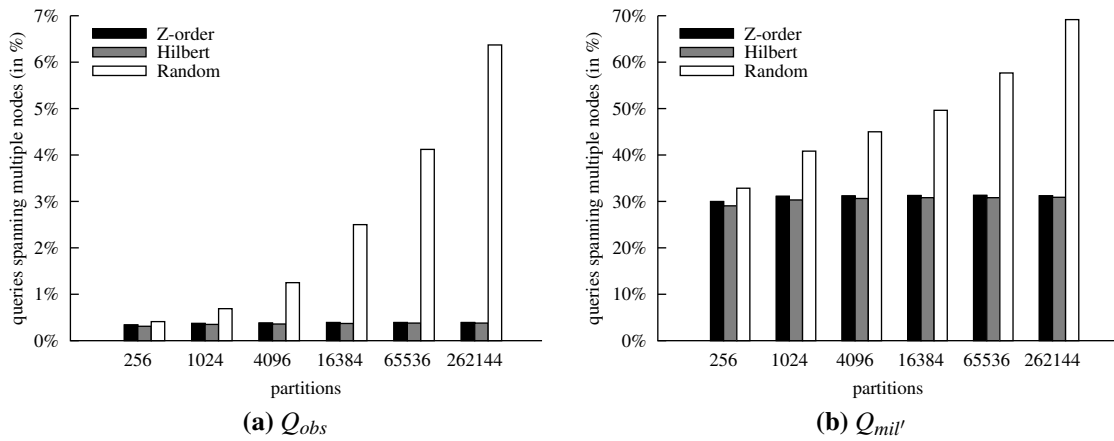 queries spanning multiple nodes (in %)
7%
6%
5%
4%
3%
2%
1%
0%
Z-order
Hilbert
Random
256 1024 4096 16384 65536 262144
partitions
(a) Qobs
queries spanning multiple nodes (in %)
70%
60%
50%
40%
30%
20%
10%
0%
Z-order
Hilbert
Random
256 1024 4096 16384 65536 262144
partitions
(b) Qmil'